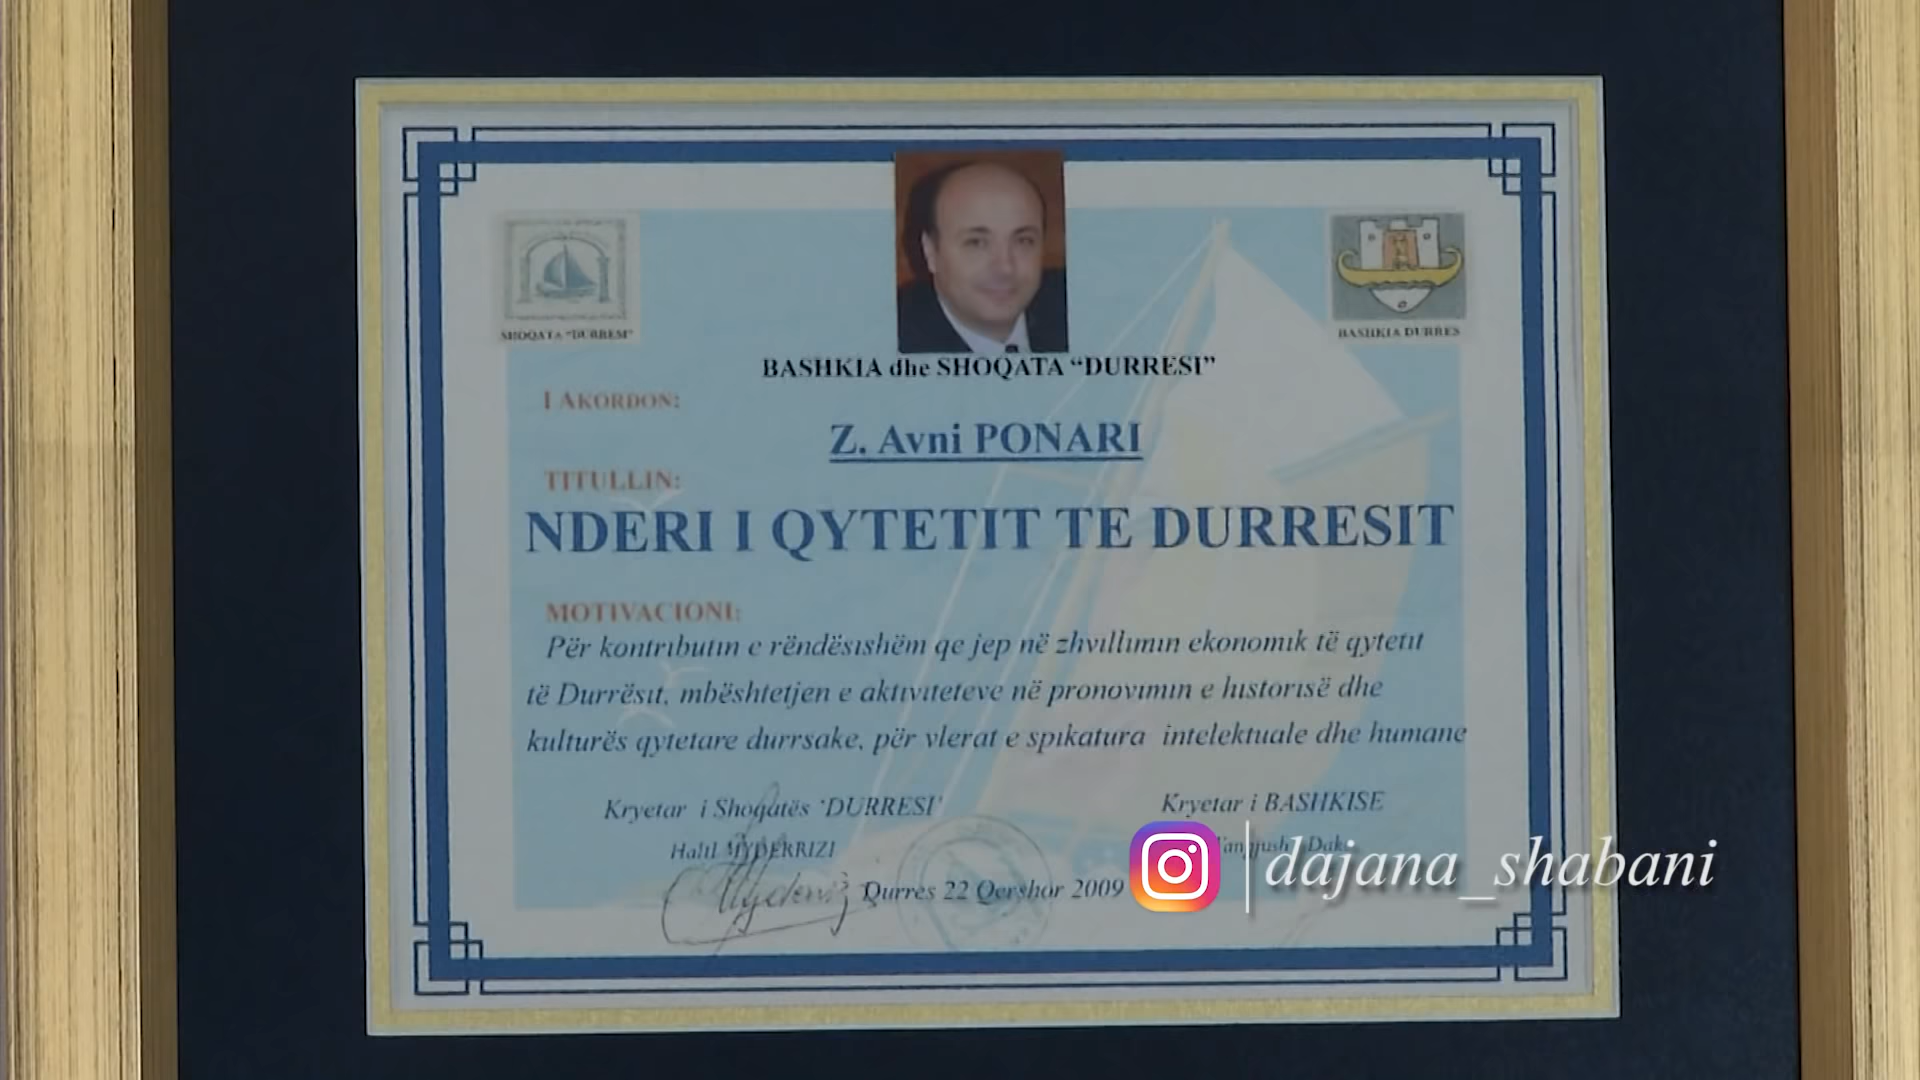 SHOQATA "DURRESI"
BASHKIA DURRES
BASHKIA dhe SHOQATA “DURRESI”
I AKORDON:
Z. Avni PONARI
TITULLIN:
NDERI I QYTETIT TE DURRESIT
MOTIVACIONI:
Për kontributin e rëndësishëm qe jep në zhvillimin ekonomik të qytetit
të Durrësit, mbështetjen e aktiviteteve në pronovimin e historisë dhe
kulturës qytetare durrsake, për vlerat e spikatura intelektuale dhe humane
Kryetar i Shoqatës ‘DURRESI’
Kryetar i BASHKISE
Halil MYDERRIZI
Durres 22 Qershor 2009
dajana_shabani